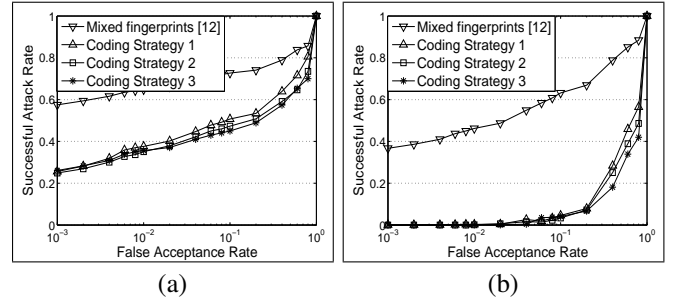 Successful Attack Rate
1
0.8
0.6
0.4
0.2
0
Mixed fingerprints [12]
Coding Strategy 1
Coding Strategy 2
Coding Strategy 3
10^−3
10^−2
10^−1
10^0
False Acceptance Rate
(a)
Successful Attack Rate
1
0.8
0.6
0.4
0.2
0
Mixed fingerprints [12]
Coding Strategy 1
Coding Strategy 2
Coding Strategy 3
10^−3
10^−2
10^−1
10^0
False Acceptance Rate
(b)